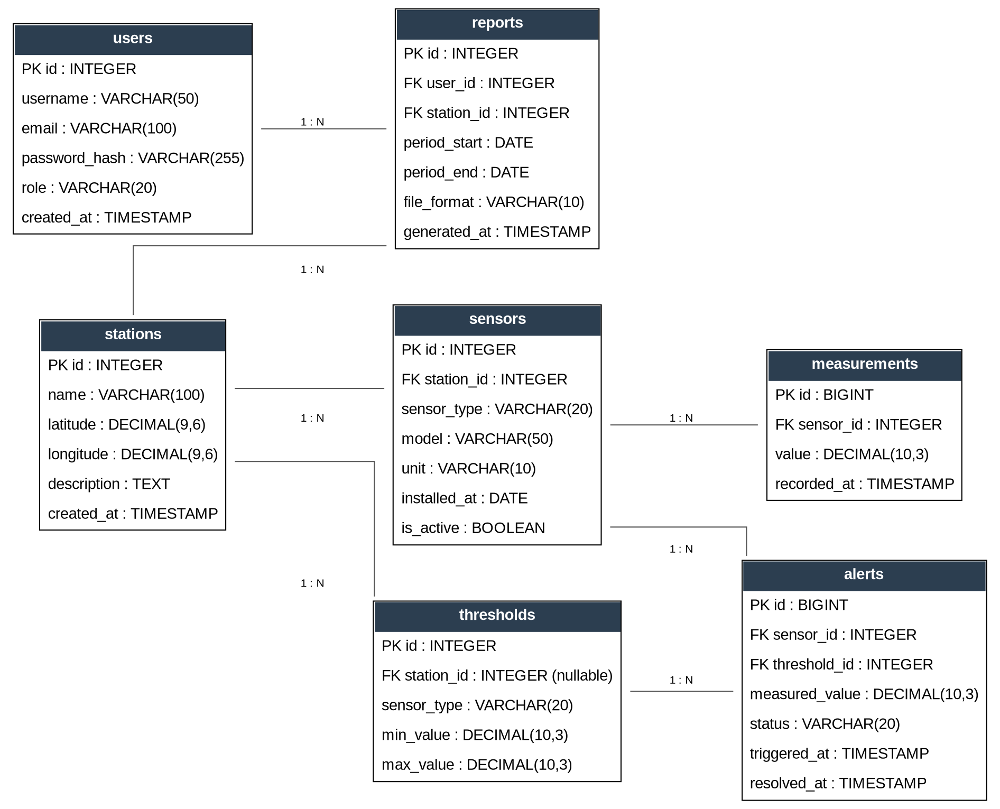 users
PK id : INTEGER
username : VARCHAR(50)
email : VARCHAR(100)
password_hash : VARCHAR(255)
role : VARCHAR(20)
created_at : TIMESTAMP
1 : N
reports
PK id : INTEGER
FK user_id : INTEGER
FK station_id : INTEGER
period_start : DATE
period_end : DATE
file_format : VARCHAR(10)
generated_at : TIMESTAMP
1 : N
stations
PK id : INTEGER
name : VARCHAR(100)
latitude : DECIMAL(9,6)
longitude : DECIMAL(9,6)
description : TEXT
created_at : TIMESTAMP
1 : N
sensors
PK id : INTEGER
FK station_id : INTEGER
sensor_type : VARCHAR(20)
model : VARCHAR(50)
unit : VARCHAR(10)
installed_at : DATE
is_active : BOOLEAN
1 : N
measurements
PK id : BIGINT
FK sensor_id : INTEGER
value : DECIMAL(10,3)
recorded_at : TIMESTAMP
1 : N
1 : N
thresholds
PK id : INTEGER
FK station_id : INTEGER (nullable)
sensor_type : VARCHAR(20)
min_value : DECIMAL(10,3)
max_value : DECIMAL(10,3)
1 : N
alerts
PK id : BIGINT
FK sensor_id : INTEGER
FK threshold_id : INTEGER
measured_value : DECIMAL(10,3)
status : VARCHAR(20)
triggered_at : TIMESTAMP
resolved_at : TIMESTAMP